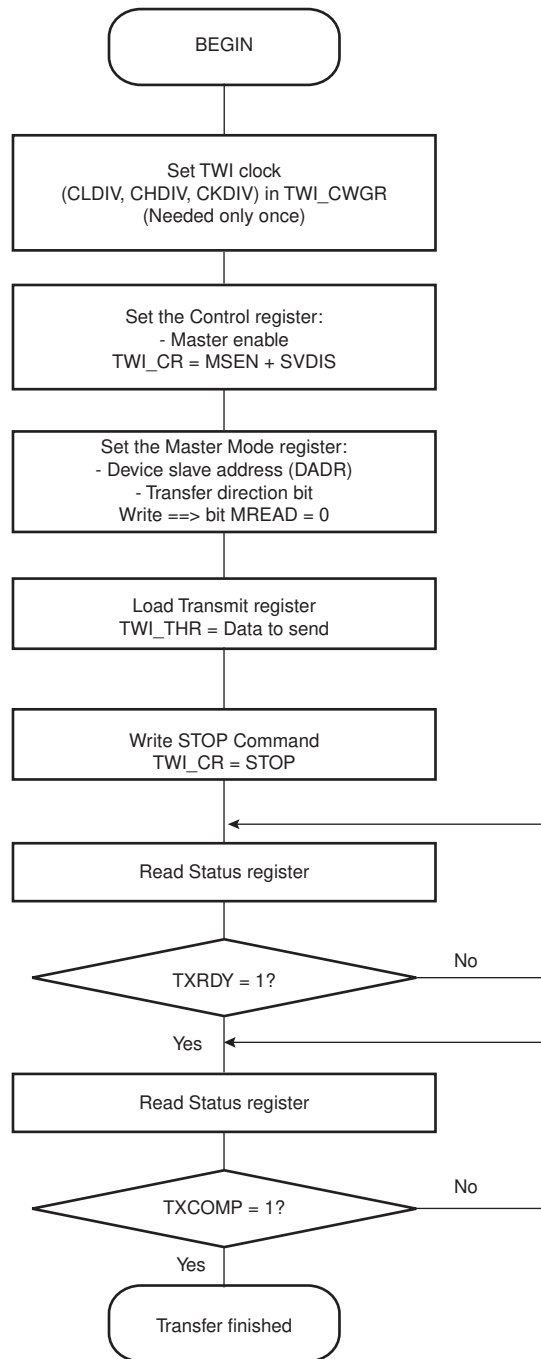 BEGIN
Set TWI clock
(CLDIV, CHDIV, CKDIV) in TWI_CWGR
(Needed only once)
Set the Control register:
- Master enable
TWI_CR = MSEN + SVDIS
Set the Master Mode register:
- Device slave address (DADR)
- Transfer direction bit
Write ==> bit MREAD = 0
Load Transmit register
TWI_THR = Data to send
Write STOP Command
TWI_CR = STOP
Read Status register
TXRDY = 1?
No
Yes
Read Status register
TXCOMP = 1?
No
Yes
Transfer finished